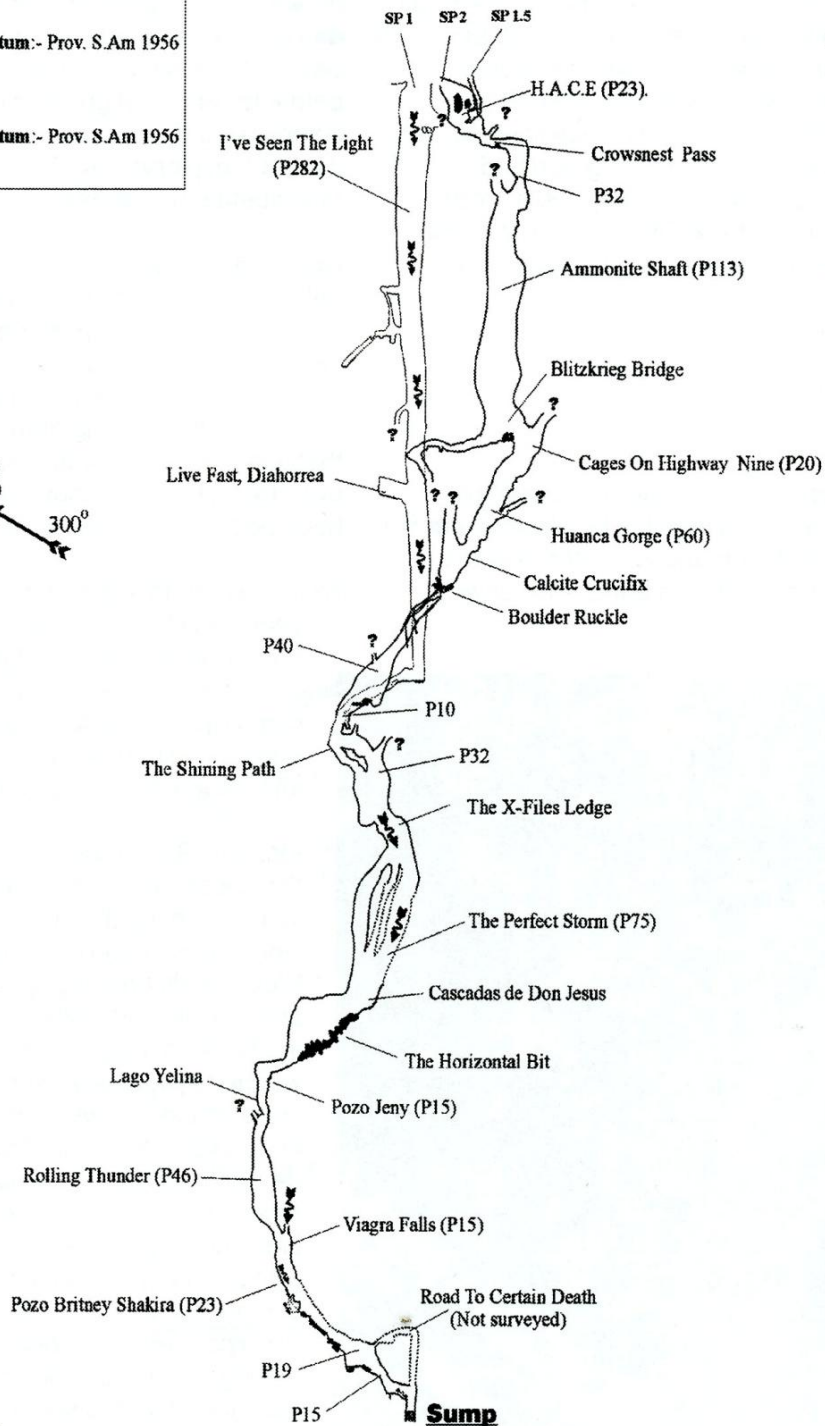 tum:- Prov. S.Am 1956
tum:- Prov. S.Am 1956
SP 1
SP 2
SP 1.5
H.A.C.E (P23).
?
?
I've Seen The Light
(P282)
Crowsnest Pass
?
P32
Ammonite Shaft (P113)
Blitzkrieg Bridge
?
?
Cages On Highway Nine (P20)
Live Fast, Diahorrea
?
?
?
Huanca Gorge (P60)
300°
Calcite Crucifix
Boulder Ruckle
P40
?
P10
The Shining Path
?
P32
The X-Files Ledge
The Perfect Storm (P75)
Cascadas de Don Jesus
The Horizontal Bit
Lago Yelina
?
Pozo Jeny (P15)
Rolling Thunder (P46)
Viagra Falls (P15)
Pozo Britney Shakira (P23)
Road To Certain Death
(Not surveyed)
P19
P15
Sump